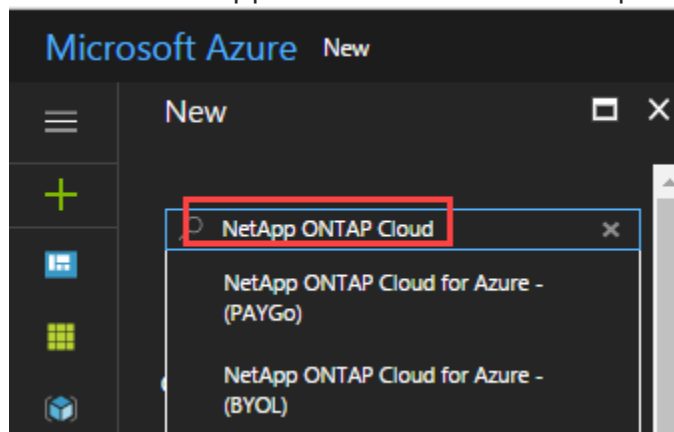 Microsoft Azure New
New
NetApp ONTAP Cloud
NetApp ONTAP Cloud for Azure -
(PAYGo)
NetApp ONTAP Cloud for Azure -
(BYOL)